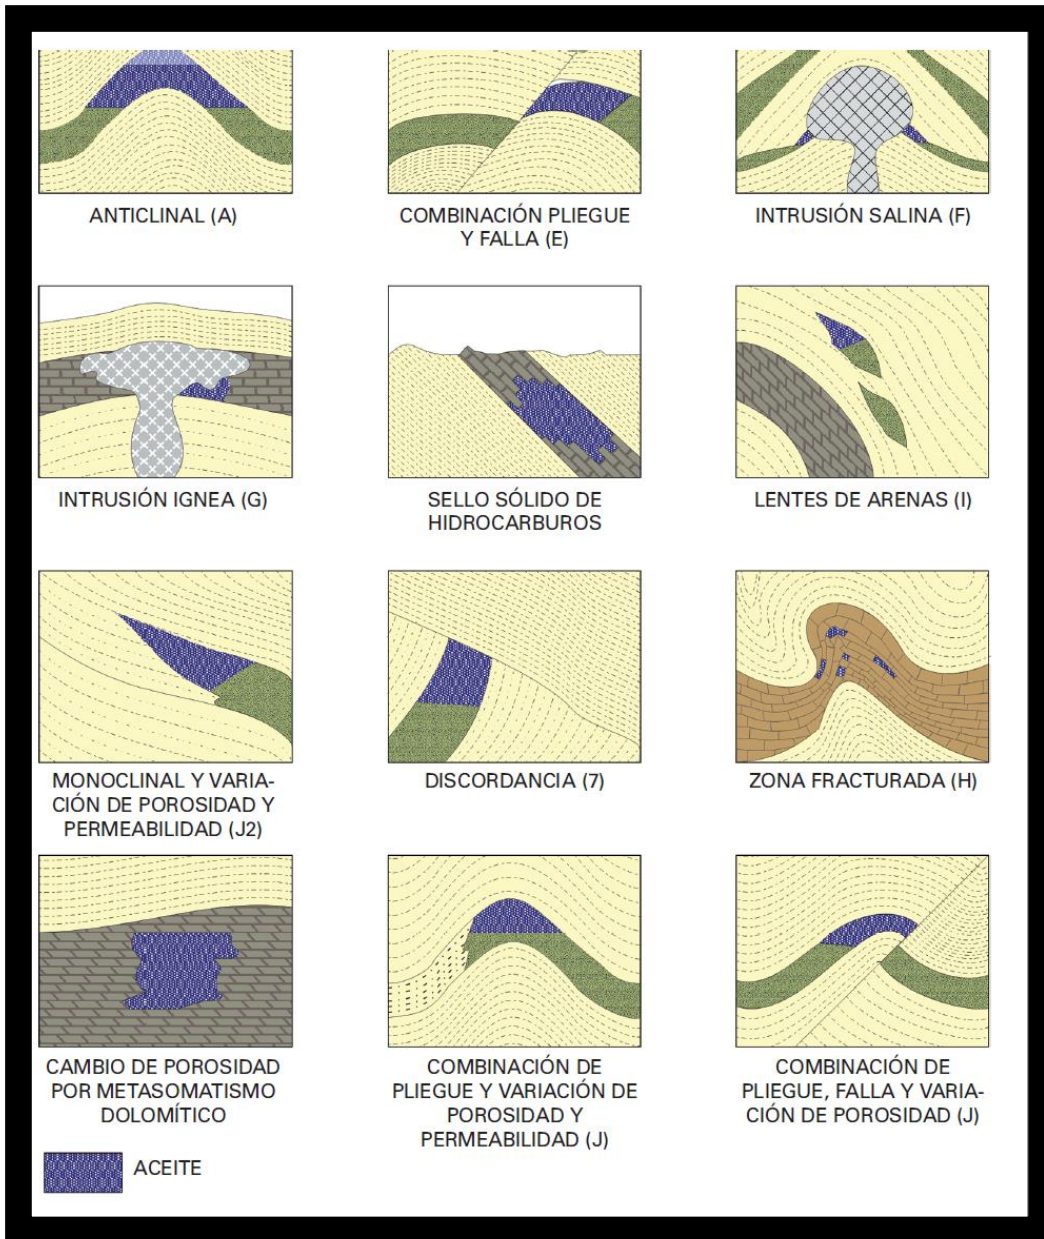 ANTICLINAL (A)
COMBINACIÓN PLIEGUE
Y FALLA (E)
INTRUSIÓN SALINA (F)
INTRUSIÓN IGNEA (G)
SELLO SÓLIDO DE
HIDROCARBUROS
LENTES DE ARENAS (I)
MONOCLINAL Y VARIA-
CIÓN DE POROSIDAD Y
PERMEABILIDAD (J2)
DISCORDANCIA (7)
ZONA FRACTURADA (H)
CAMBIO DE POROSIDAD
POR METASOMATISMO
DOLOMÍTICO
COMBINACIÓN DE
PLIEGUE Y VARIACIÓN DE
POROSIDAD Y
PERMEABILIDAD (J)
COMBINACIÓN DE
PLIEGUE, FALLA Y VARIA-
CIÓN DE POROSIDAD (J)
ACEITE